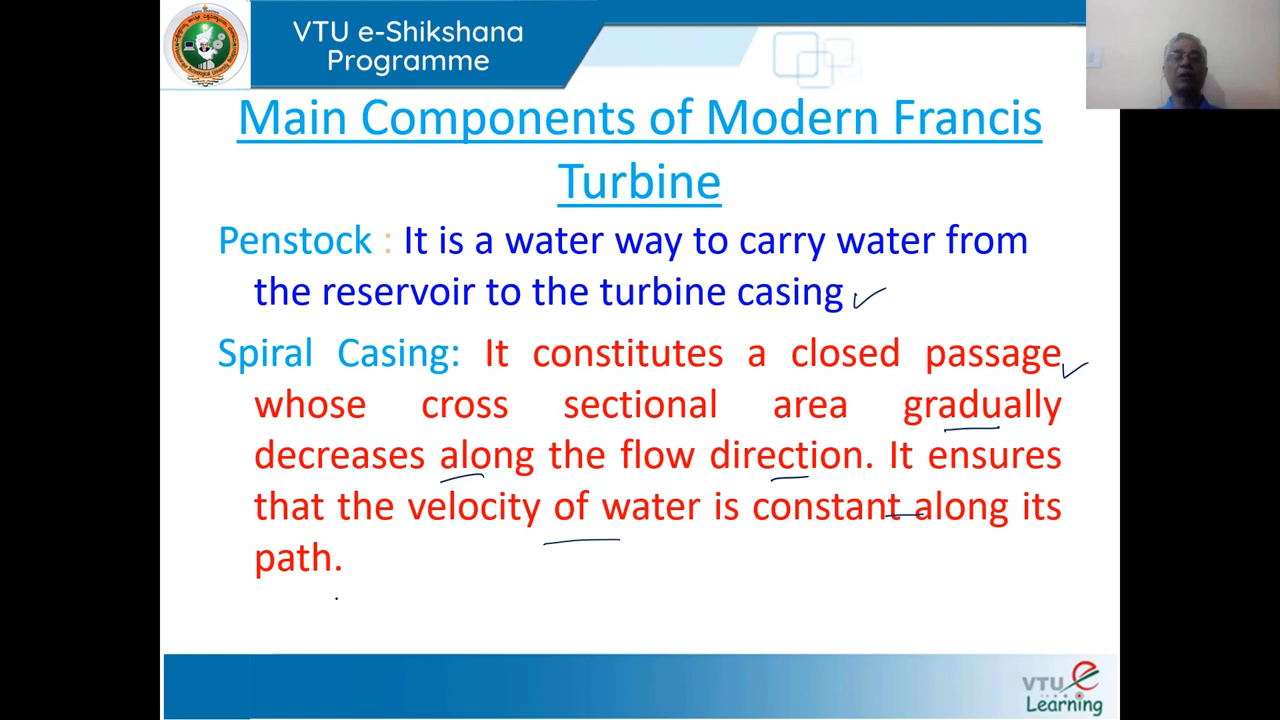 VTU e-Shikshana
Programme
Main Components of Modern Francis
Turbine
Penstock : It is a water way to carry water from
the reservoir to the turbine casing
Spiral Casing: It constitutes a closed passage
whose cross sectional area gradually
decreases along the flow direction. It ensures
that the velocity of water is constant along its
path.
VTU e
Learning